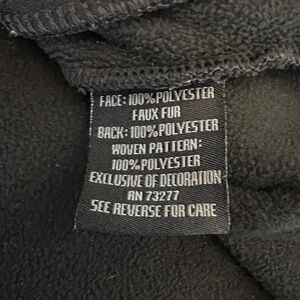 FACE: 100% POLYESTER
FAUX FUR
BACK: 100% POLYESTER
WOVEN PATTERN:
100% POLYESTER
EXCLUSIVE OF DECORATION
RN 73277
SEE REVERSE FOR CARE